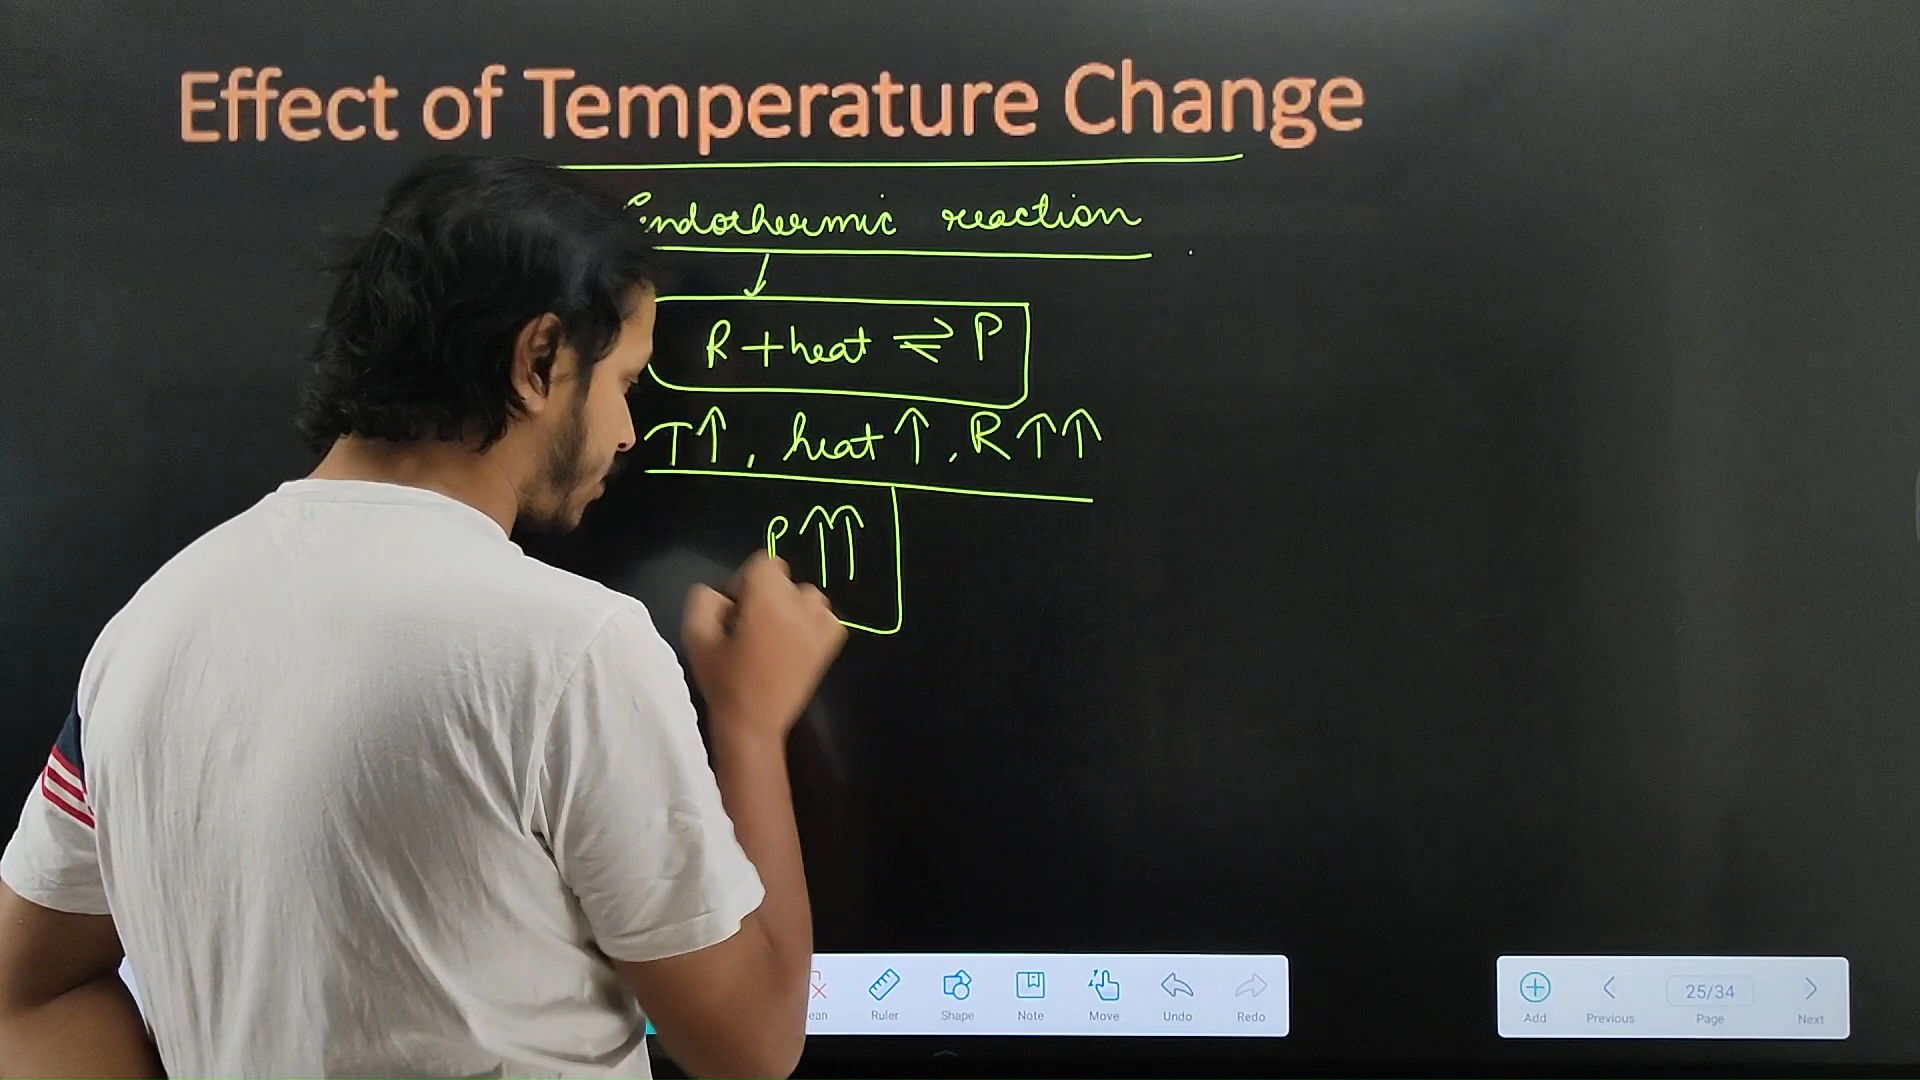 Effect of Temperature Change
Endothermic reaction
R + heat ⇌ P
T↑, heat ↑, R↑↑
P↑↑
Ruler Shape Note Move Undo Redo
Add Previous 25/34 Page Next